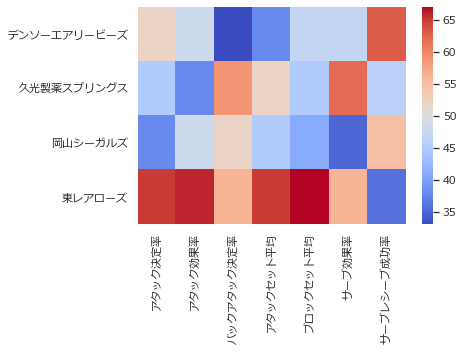 デンソーエアリービーズ
久光製薬スプリングス
岡山シーガルズ
東レアローズ
アタック決定率
アタック効果率
バックアタック決定率
アタックセット平均
ブロックセット平均
サーブ効果率
サーブレシーブ成功率
65
60
55
50
45
40
35